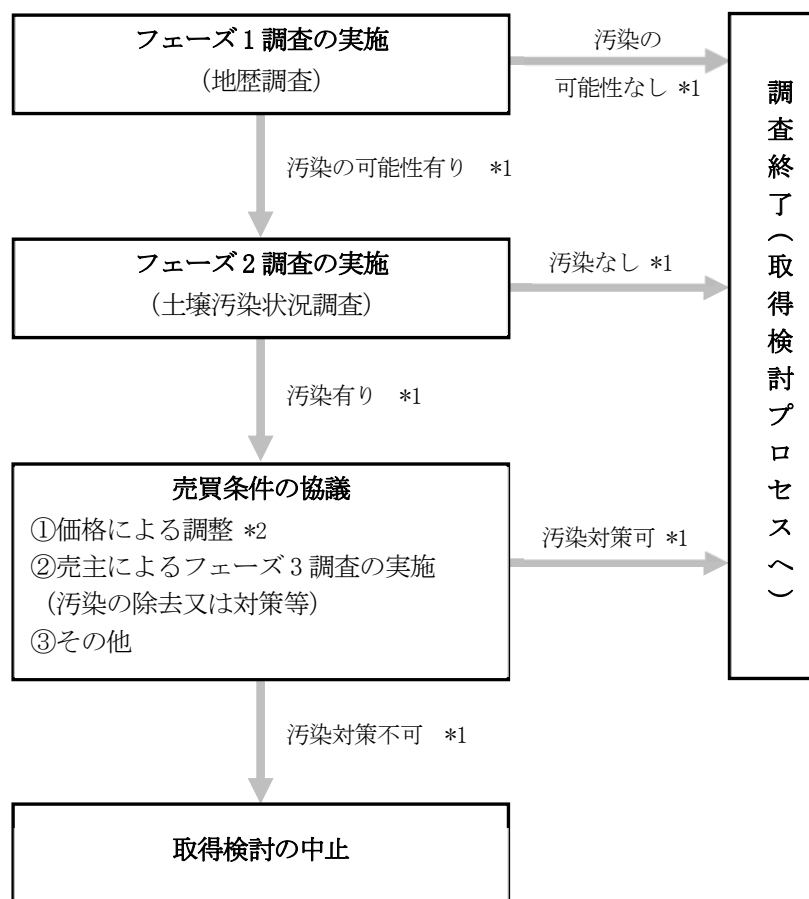 フェーズ1調査の実施
（地歴調査）
汚染の
可能性なし *1
汚染の可能性有り *1
フェーズ2調査の実施
（土壌汚染状況調査）
汚染なし *1
汚染有り *1
売買条件の協議
①価格による調整 *2
②売主によるフェーズ3調査の実施
（汚染の除去又は対策等）
③その他
汚染対策可 *1
汚染対策不可 *1
取得検討の中止
調査終了（取得検討プロセスへ）